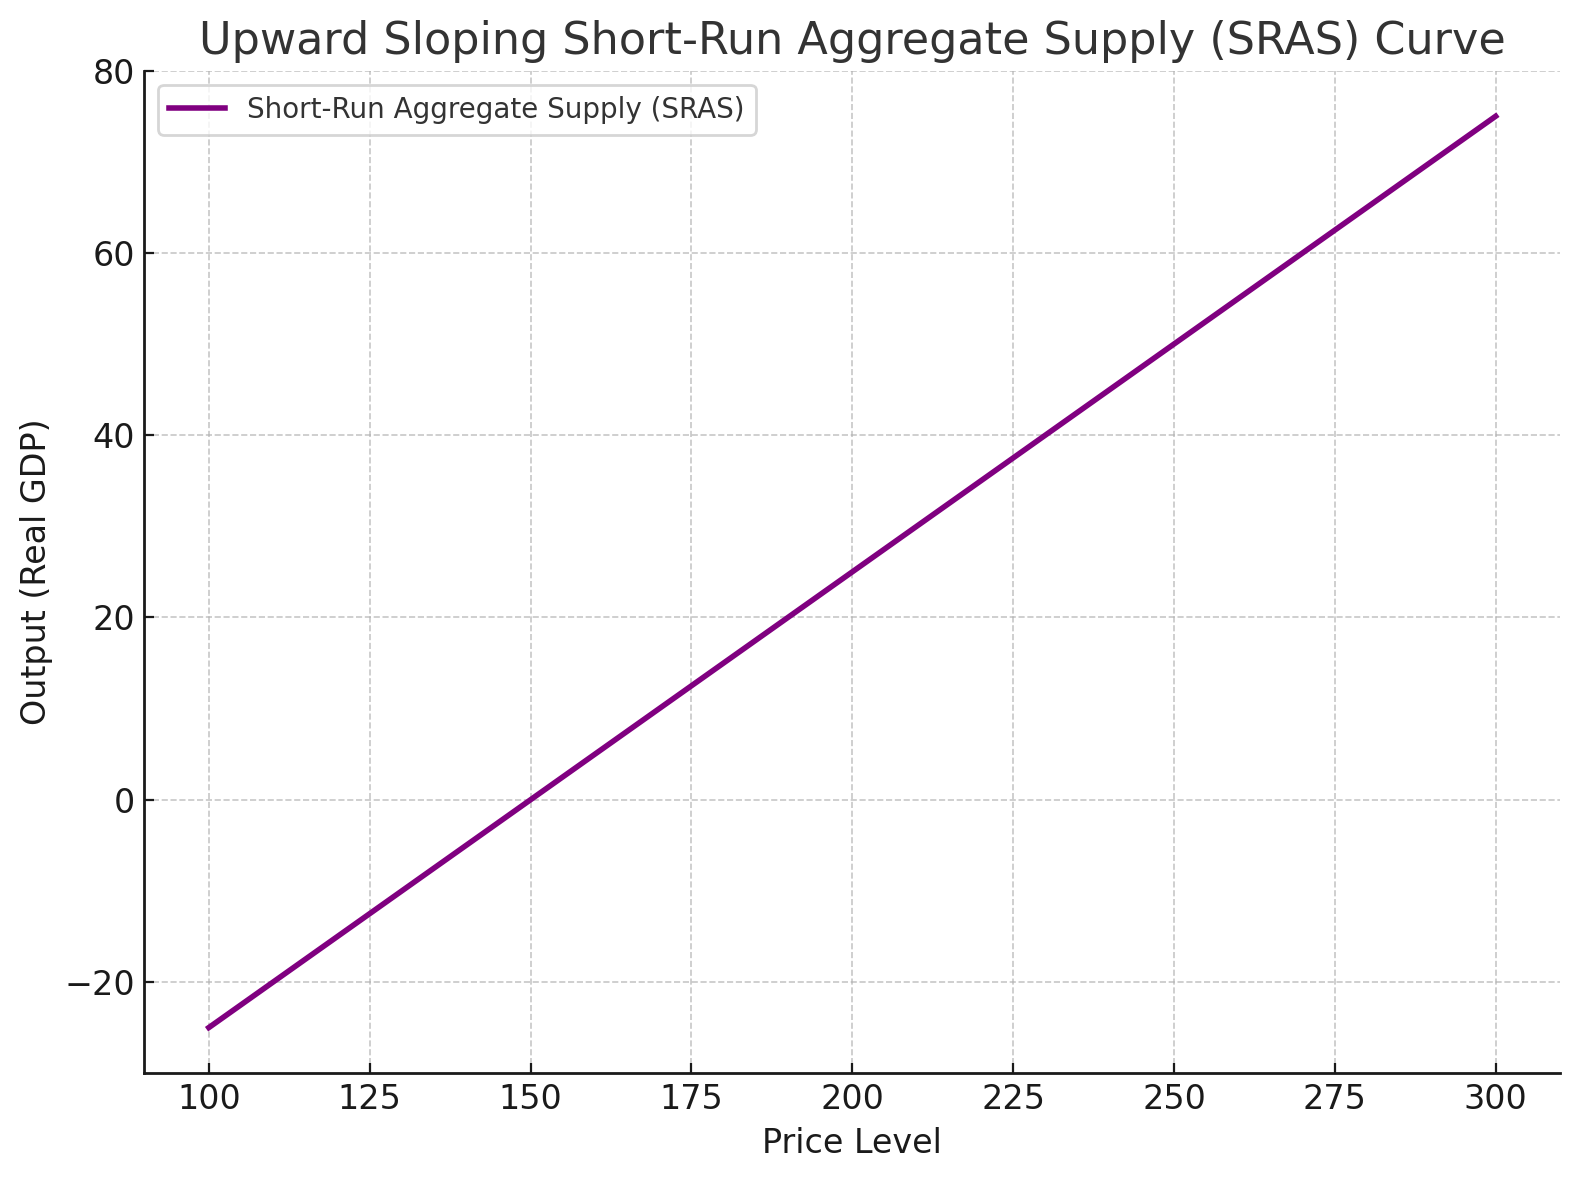 Upward Sloping Short-Run Aggregate Supply (SRAS) Curve
Short-Run Aggregate Supply (SRAS)
Output (Real GDP)
80
60
40
20
0
−20
100 125 150 175 200 225 250 275 300
Price Level